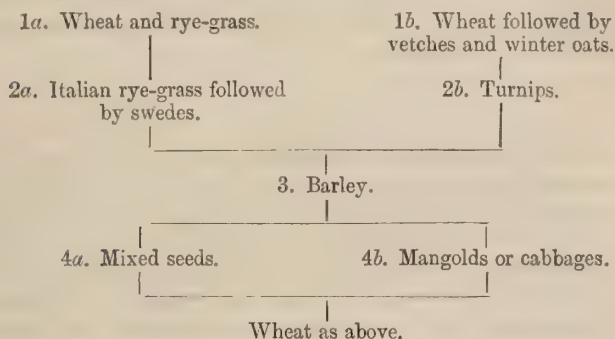 1a. Wheat and rye-grass.
1b. Wheat followed by
vetches and winter oats.
2a. Italian rye-grass followed
by swedes.
2b. Turnips.
3. Barley.
4a. Mixed seeds.
4b. Mangolds or cabbages.
Wheat as above.